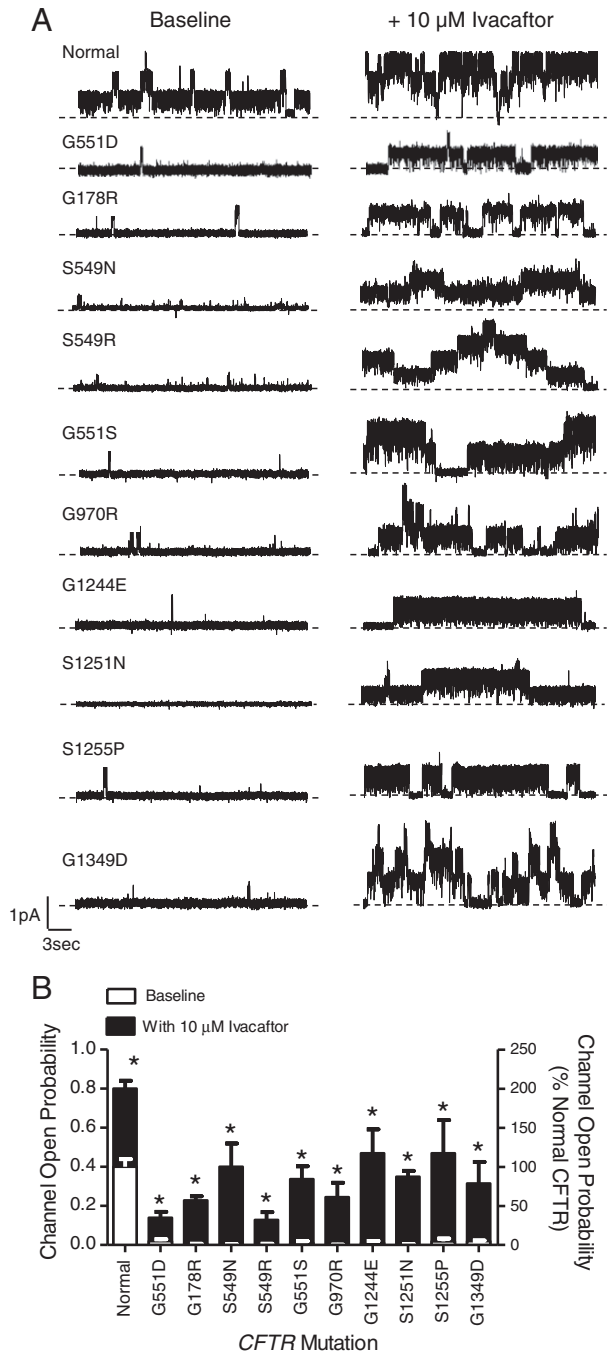 A
Baseline
+ 10 μM Ivacaftor
Normal
G551D
G178R
S549N
S549R
G551S
G970R
G1244E
S1251N
S1255P
G1349D
1pA
3sec
B
Baseline
With 10 μM Ivacaftor
Channel Open Probability
1.0
0.8
0.6
0.4
0.2
0.0
* * * * * * * * * * *
250
200
150
100
50
0
Channel Open Probability
(% Normal CFTR)
Normal
G551D
G178R
S549N
S549R
G551S
G970R
G1244E
S1251N
S1255P
G1349D
CFTR Mutation